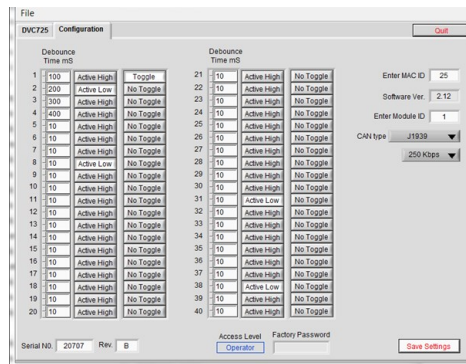 File
DVC725 Configuration
Quit
Debounce Time mS
Debounce Time mS
1 100 Active High Toggle 21 10 Active High No Toggle Enter MAC ID 25
2 200 Active Low No Toggle 22 10 Active High No Toggle Software Ver. 2.12
3 300 Active High No Toggle 23 10 Active High No Toggle
4 400 Active High No Toggle 24 10 Active High No Toggle Enter Module ID 1
5 10 Active High No Toggle 25 10 Active High No Toggle
6 10 Active High No Toggle 26 10 Active High No Toggle CAN type J1939
7 10 Active High No Toggle 27 10 Active High No Toggle 250 Kbps
8 10 Active Low No Toggle 28 10 Active High No Toggle
9 10 Active High No Toggle 29 10 Active High No Toggle
10 10 Active High No Toggle 30 10 Active High No Toggle
11 10 Active High No Toggle 31 10 Active Low No Toggle
12 10 Active High No Toggle 32 10 Active High No Toggle
13 10 Active High No Toggle 33 10 Active High No Toggle
14 10 Active High No Toggle 34 10 Active High No Toggle
15 10 Active High No Toggle 35 10 Active High No Toggle
16 10 Active High No Toggle 36 10 Active High No Toggle
17 10 Active High No Toggle 37 10 Active High No Toggle
18 10 Active High No Toggle 38 10 Active Low No Toggle
19 10 Active High No Toggle 39 10 Active High No Toggle
20 10 Active High No Toggle 40 10 Active High No Toggle
Access Level Factory Password
Serial N0. 20707 Rev. B Operator Save Settings